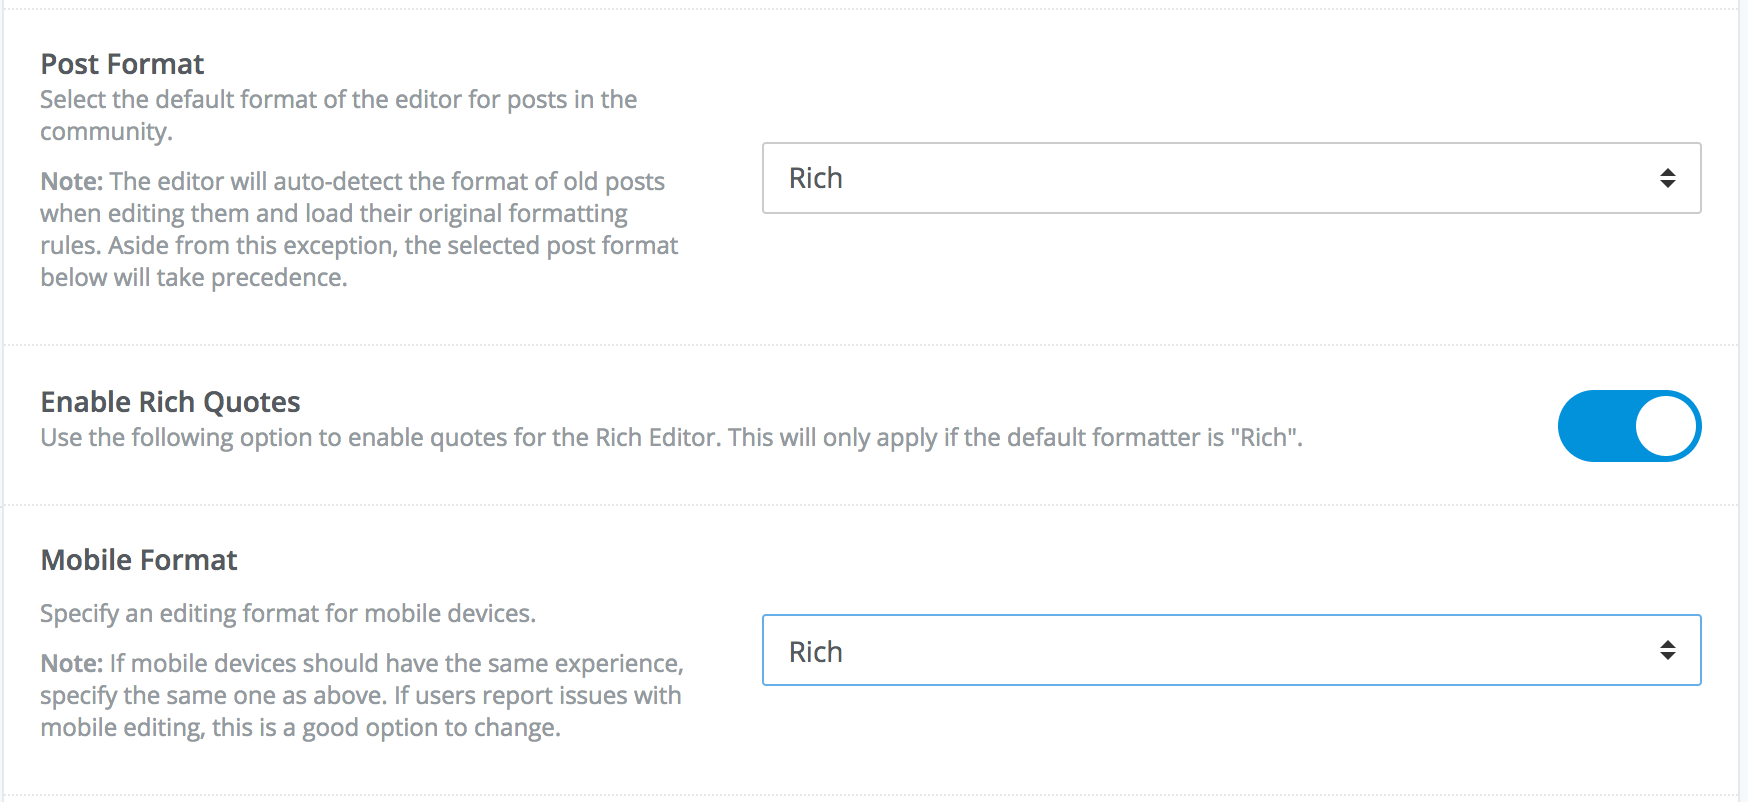 Post Format
Select the default format of the editor for posts in the
community.
Note: The editor will auto-detect the format of old posts
when editing them and load their original formatting
rules. Aside from this exception, the selected post format
below will take precedence.
Rich
Enable Rich Quotes
Use the following option to enable quotes for the Rich Editor. This will only apply if the default formatter is "Rich".
Mobile Format
Specify an editing format for mobile devices.
Note: If mobile devices should have the same experience,
specify the same one as above. If users report issues with
mobile editing, this is a good option to change.
Rich